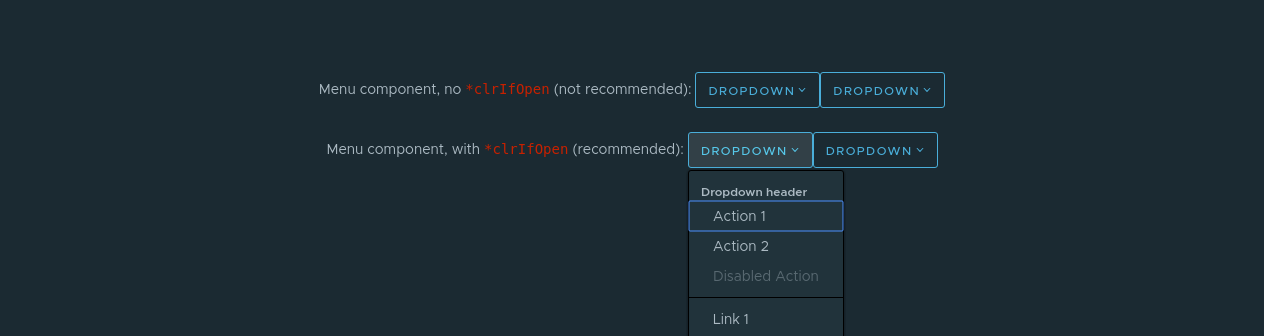 Menu component, no *clrIfOpen (not recommended): DROPDOWN DROPDOWN
Menu component, with *clrIfOpen (recommended): DROPDOWN DROPDOWN
Dropdown header
Action 1
Action 2
Disabled Action
Link 1